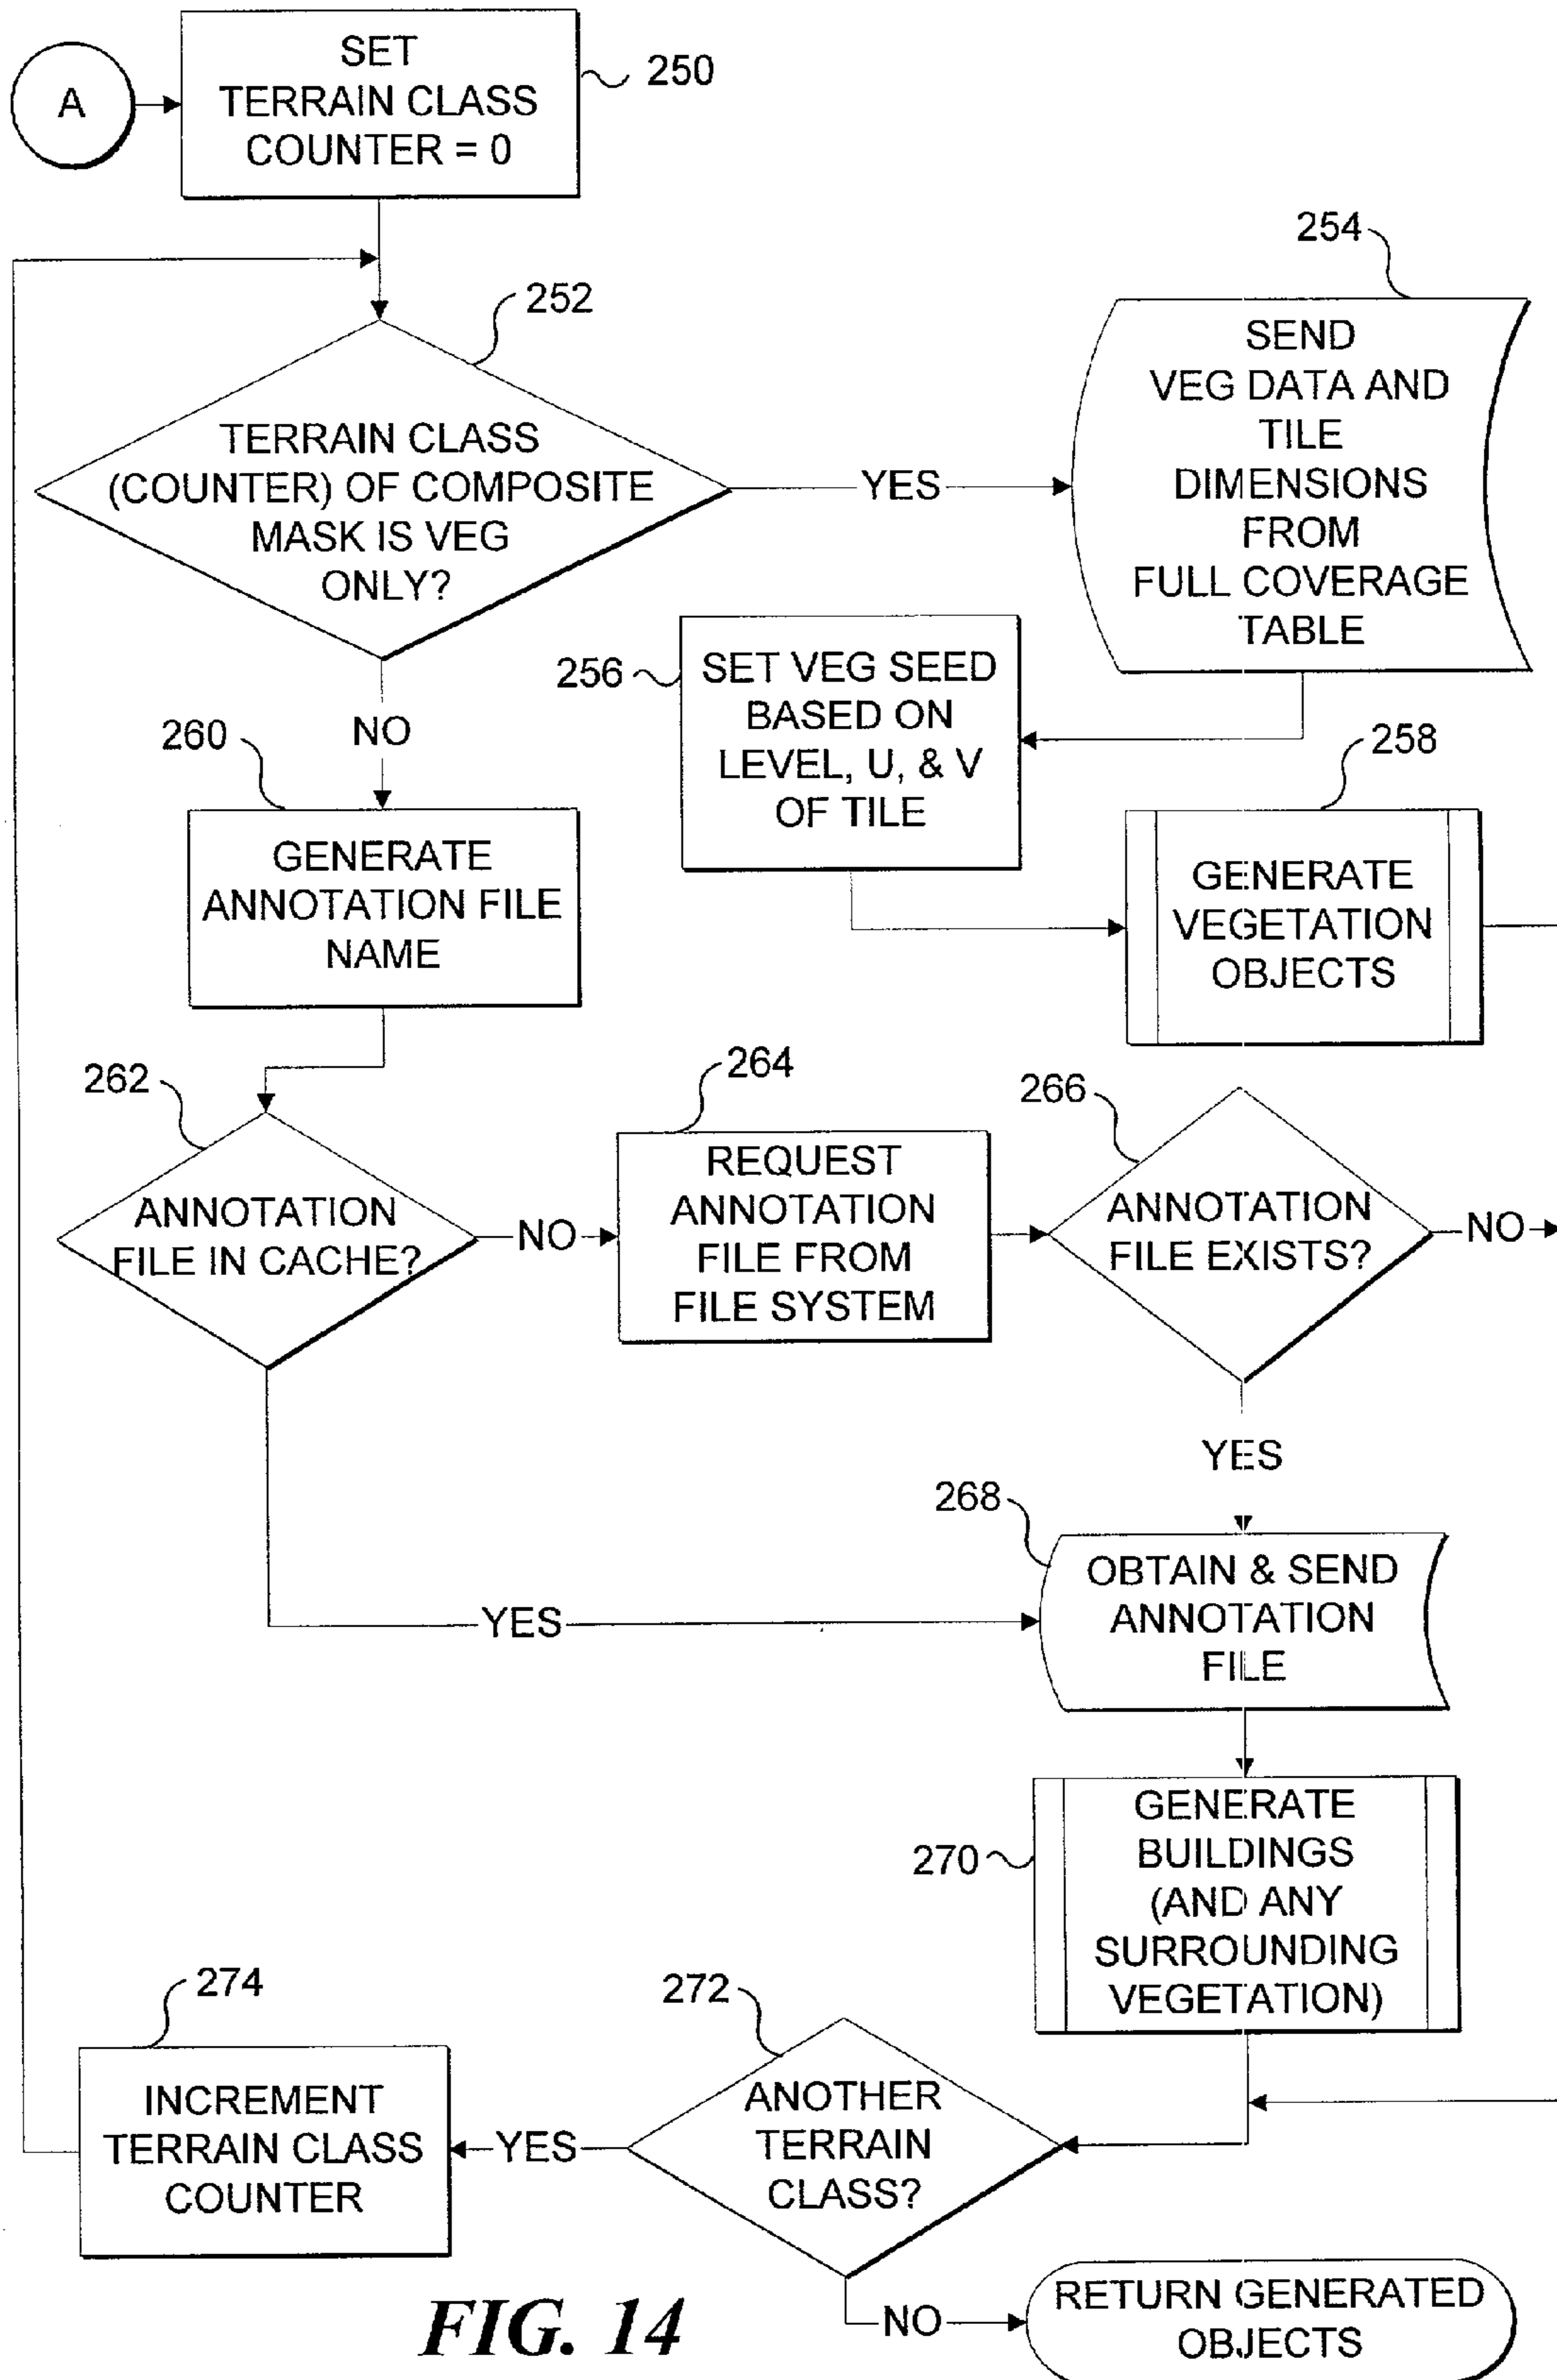 A
SET
TERRAIN CLASS
COUNTER = 0
250
254
252
TERRAIN CLASS
(COUNTER) OF COMPOSITE
MASK IS VEG
ONLY?
YES
SEND
VEG DATA AND
TILE
DIMENSIONS
FROM
FULL COVERAGE
TABLE
NO
256
SET VEG SEED
BASED ON
LEVEL, U, & V
OF TILE
258
GENERATE
VEGETATION
OBJECTS
260
GENERATE
ANNOTATION FILE
NAME
262
ANNOTATION
FILE IN CACHE?
NO
264
REQUEST
ANNOTATION
FILE FROM
FILE SYSTEM
266
ANNOTATION
FILE EXISTS?
NO
YES
YES
268
OBTAIN & SEND
ANNOTATION
FILE
270
GENERATE
BUILDINGS
(AND ANY
SURROUNDING
VEGETATION)
272
ANOTHER
TERRAIN
CLASS?
YES
274
INCREMENT
TERRAIN CLASS
COUNTER
NO
RETURN GENERATED
OBJECTS
FIG. 14